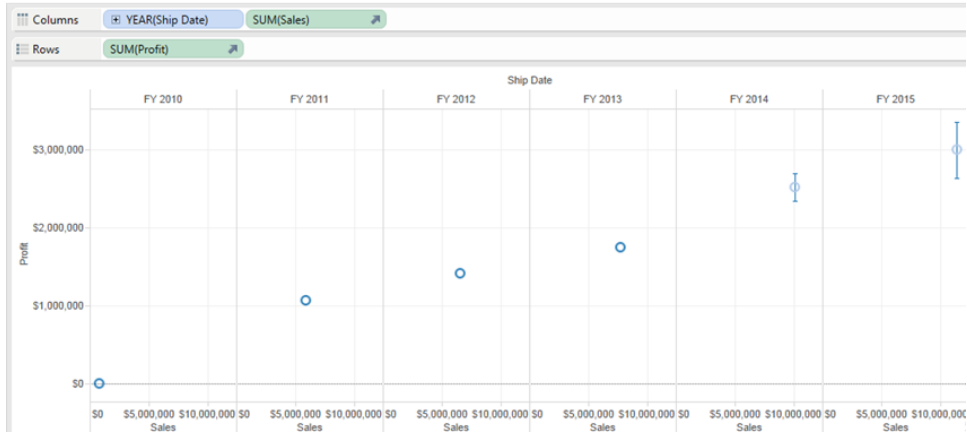 Columns YEAR(Ship Date) SUM(Sales)
Rows SUM(Profit)
Ship Date
FY 2010 FY 2011 FY 2012 FY 2013 FY 2014 FY 2015
$3,000,000
$2,000,000
Profit
$1,000,000
$0
$0 $5,000,000 $10,000,000 $0 $5,000,000 $10,000,000 $0 $5,000,000 $10,000,000 $0 $5,000,000 $10,000,000 $0 $5,000,000 $10,000,000 $0 $5,000,000 $10,000,000
Sales Sales Sales Sales Sales Sales